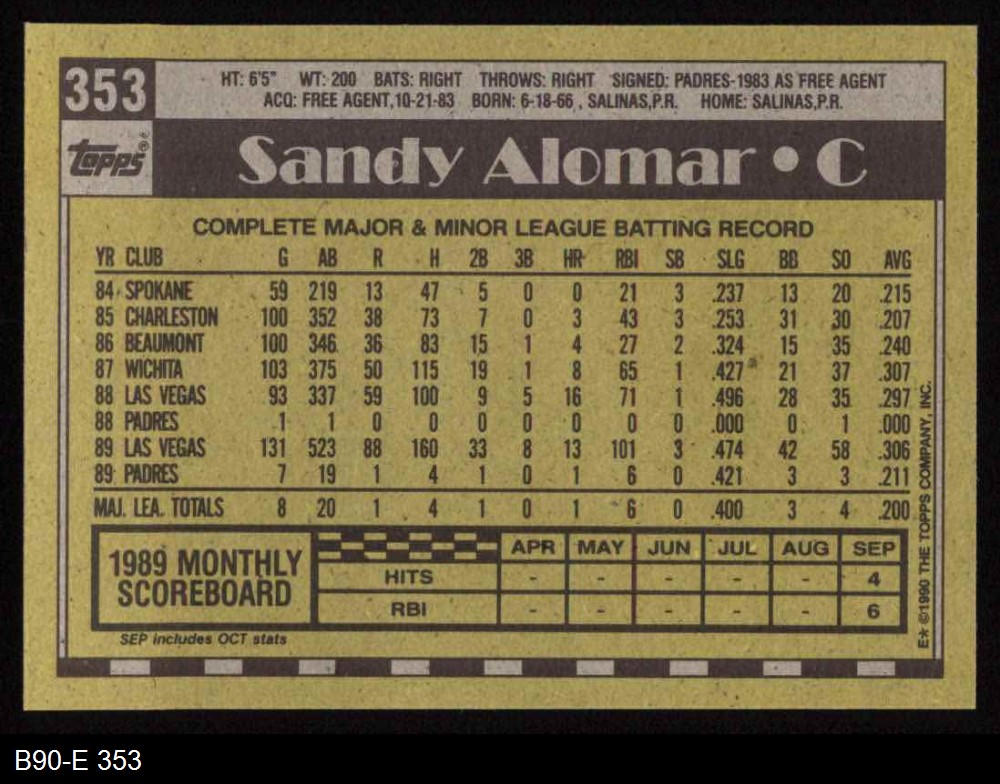 353
HT: 6'5" WT: 200 BATS: RIGHT THROWS: RIGHT SIGNED: PADRES-1983 AS FREE AGENT
ACQ: FREE AGENT,10-21-83 BORN: 6-18-66 , SALINAS,P.R. HOME: SALINAS,P.R.
topps®
Sandy Alomar • C
COMPLETE MAJOR & MINOR LEAGUE BATTING RECORD
YR CLUB G AB R H 2B 3B HR RBI SB SLG BB SO AVG
84 SPOKANE 59 219 13 47 5 0 0 21 3 .237 13 20 .215
85 CHARLESTON 100 352 38 73 7 0 3 43 3 .253 31 30 .207
86 BEAUMONT 100 346 36 83 15 1 4 27 2 .324 15 35 .240
87 WICHITA 103 375 50 115 19 1 8 65 1 .427 21 37 .307
88 LAS VEGAS 93 337 59 100 9 5 16 71 1 .496 28 35 .297
88 PADRES 1 1 0 0 0 0 0 0 0 .000 0 1 .000
89 LAS VEGAS 131 523 88 160 33 8 13 101 3 .474 42 58 .306
89 PADRES 7 19 1 4 1 0 1 6 0 .421 3 3 .211
MAJ. LEA. TOTALS 8 20 1 4 1 0 1 6 0 .400 3 4 .200
1989 MONTHLY SCOREBOARD
APR MAY JUN JUL AUG SEP
HITS - - - - - 4
RBI - - - - - 6
SEP includes OCT stats
E* ©1990 THE TOPPS COMPANY, INC.
B90-E 353